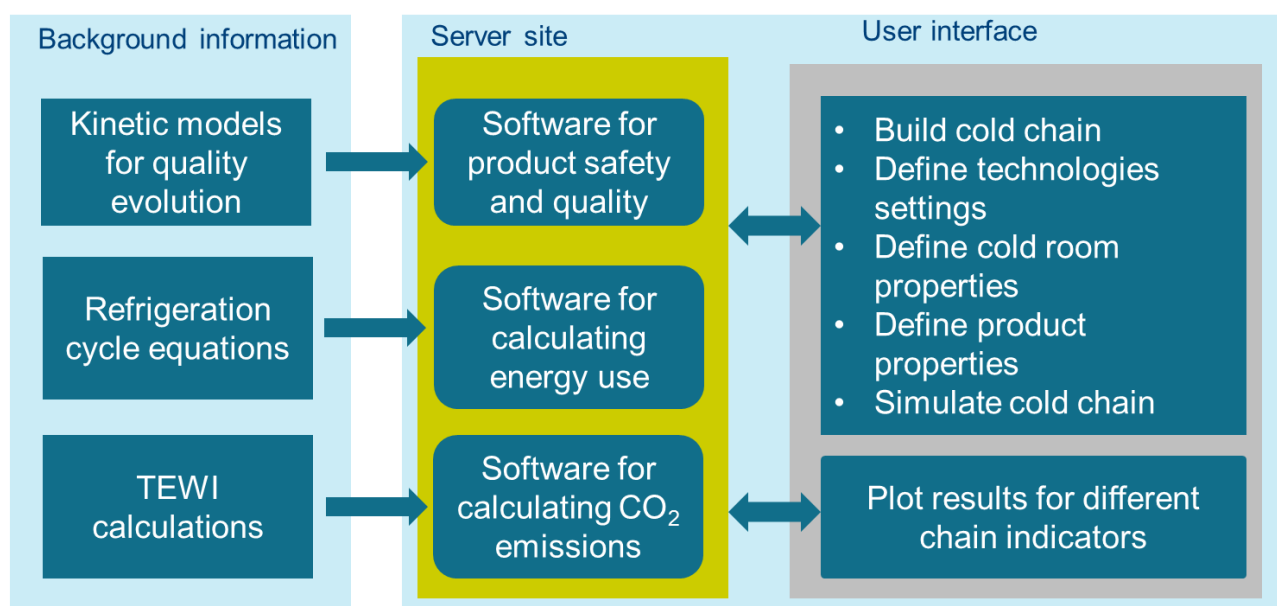 Background information
Server site
User interface
Kinetic models
for quality
evolution
Software for
product safety
and quality
• Build cold chain
• Define technologies
settings
• Define cold room
properties
• Define product
properties
• Simulate cold chain
Refrigeration
cycle equations
Software for
calculating
energy use
TEWI
calculations
Software for
calculating CO₂
emissions
Plot results for different
chain indicators